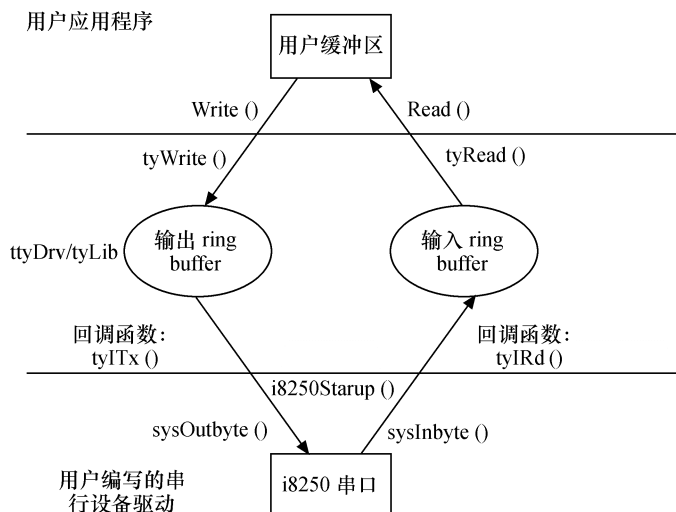 用户应用程序
用户缓冲区
Write ()
Read ()
tyWrite ()
tyRead ()
ttyDrv/tyLib
输出 ring
buffer
输入 ring
buffer
回调函数：
tyITx ()
回调函数：
tyIRd ()
i8250Starup ()
sysOutbyte ()
sysInbyte ()
用户编写的串
行设备驱动
i8250 串口